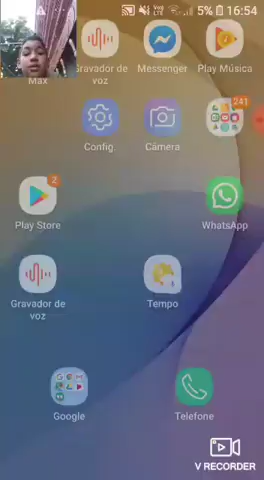 5% 16:54
Max
Gravador de
voz
Messenger
Play Música
241
Config
Câmera
2
Play Store
WhatsApp
Gravador de
voz
Tempo
Google
Telefone
V RECORDER